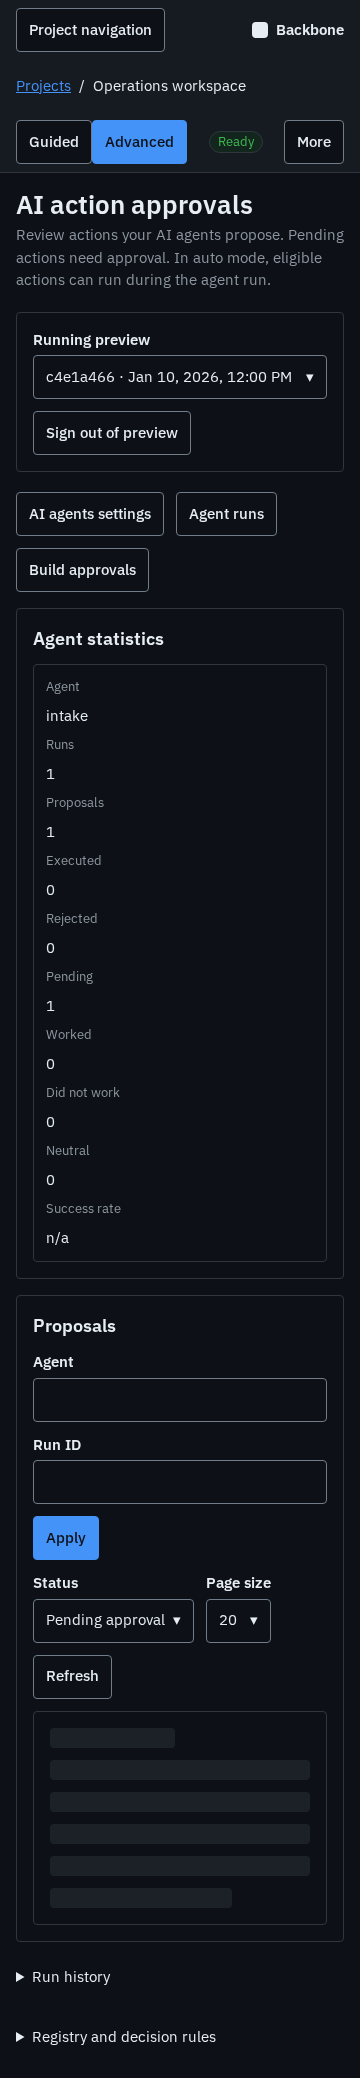 Project navigation
Backbone
Projects / Operations workspace
Guided
Advanced
Ready
More
AI action approvals
Review actions your AI agents propose. Pending
actions need approval. In auto mode, eligible
actions can run during the agent run.
Running preview
c4e1a466 · Jan 10, 2026, 12:00 PM
Sign out of preview
AI agents settings
Agent runs
Build approvals
Agent statistics
Agent
intake
Runs
1
Proposals
1
Executed
0
Rejected
0
Pending
1
Worked
0
Did not work
0
Neutral
0
Success rate
n/a
Proposals
Agent
Run ID
Apply
Status
Page size
Pending approval
20
Refresh
Run history
Registry and decision rules